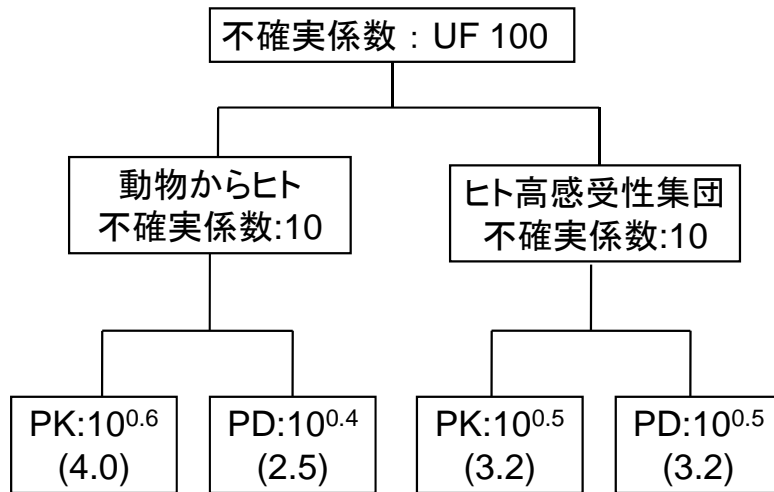 不確実係数：UF 100
動物からヒト
不確実係数:10
ヒト高感受性集団
不確実係数:10
PK:10^0.6
(4.0)
PD:10^0.4
(2.5)
PK:10^0.5
(3.2)
PD:10^0.5
(3.2)